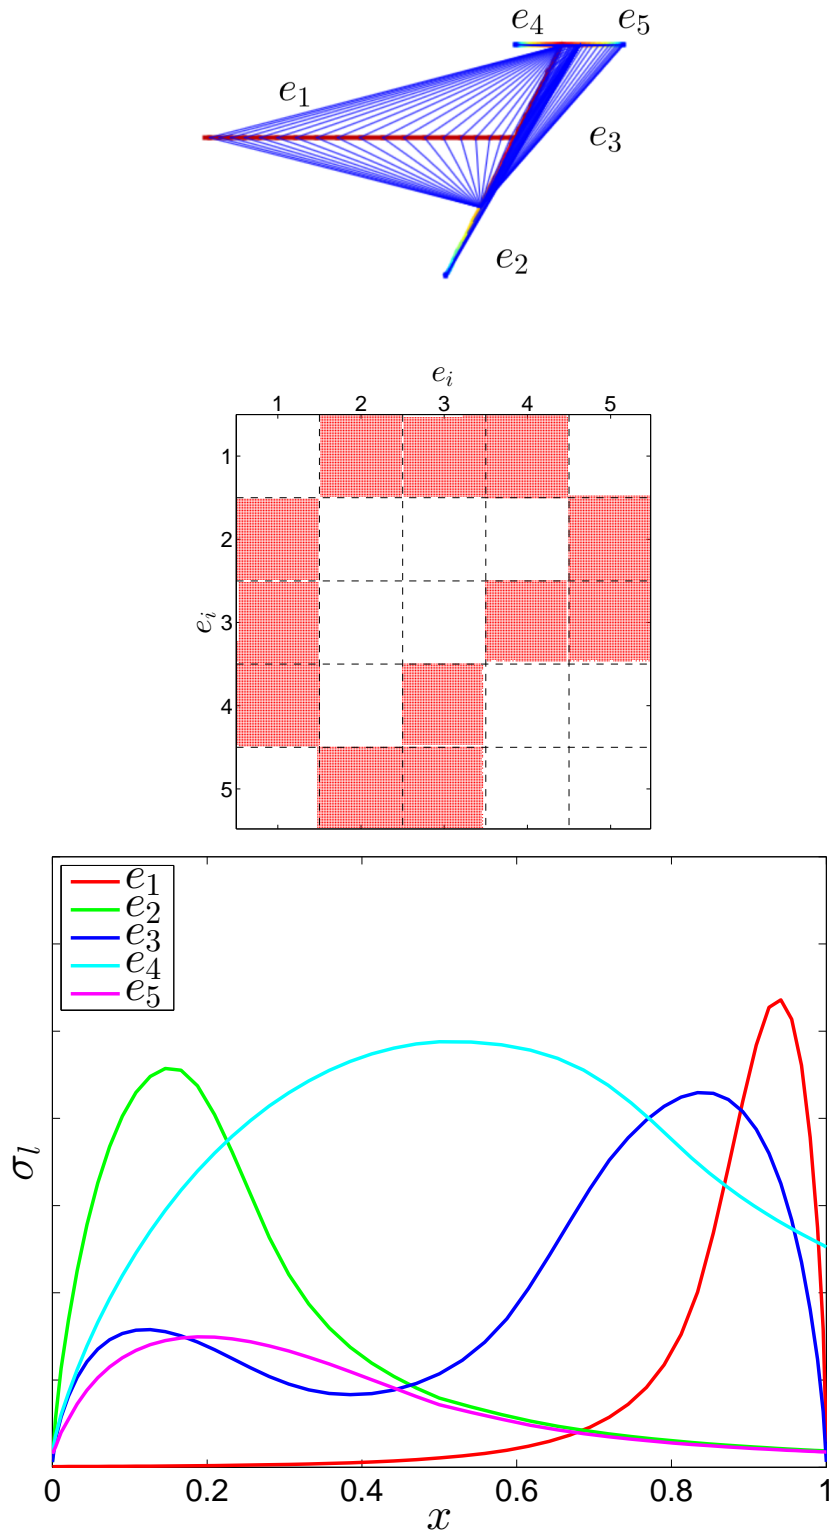 e₄ e₅
e₁
e₃
e₂
eᵢ
1 2 3 4 5
1
2
eᵢ
3
4
5
e₁
e₂
e₃
e₄
e₅
σₗ
0 0.2 0.4 0.6 0.8 1
x